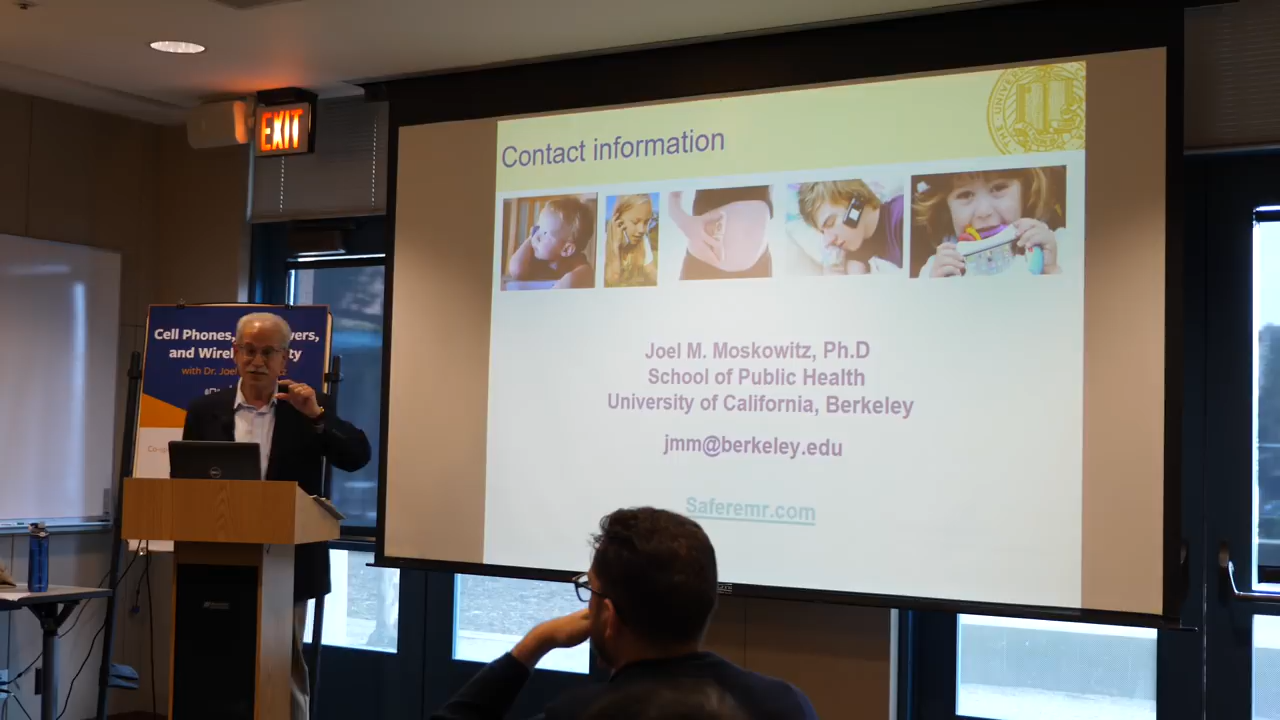 EXIT
Contact information
Cell Phones,
and Wirel
with Dr. Joel
Joel M. Moskowitz, Ph.D
School of Public Health
University of California, Berkeley
jmm@berkeley.edu
Saferemr.com